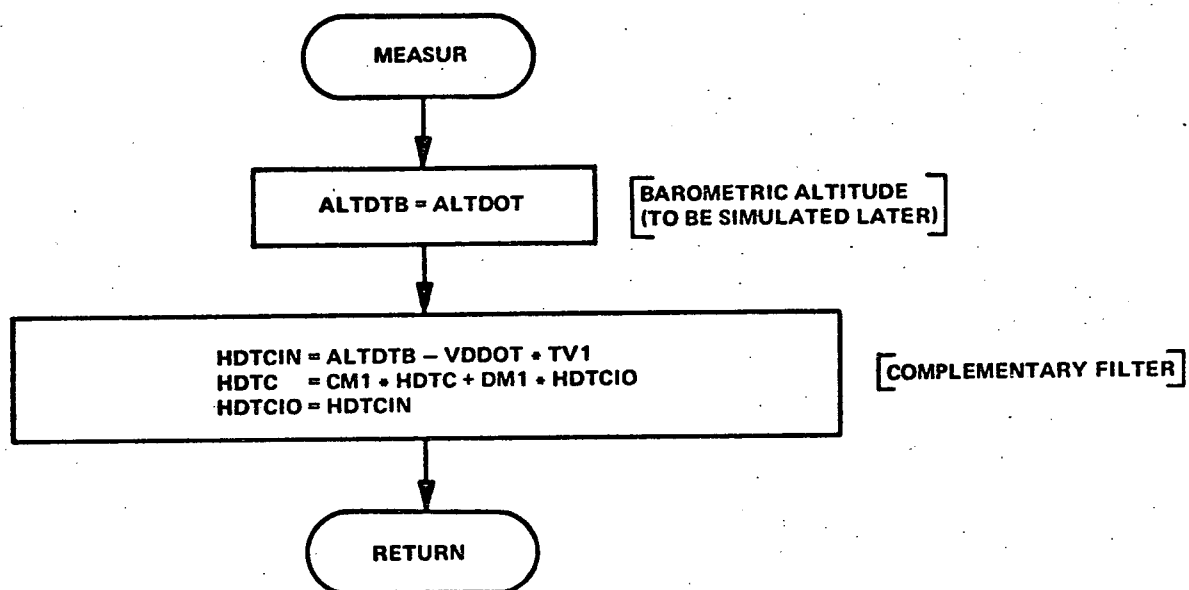 MEASUR
ALTDTB = ALTDOT
[BAROMETRIC ALTITUDE
(TO BE SIMULATED LATER)]
HDTCIN = ALTDTB – VDDOT * TV1
HDTC = CM1 * HDTC + DM1 * HDTCIO
HDTCIO = HDTCIN
[COMPLEMENTARY FILTER]
RETURN